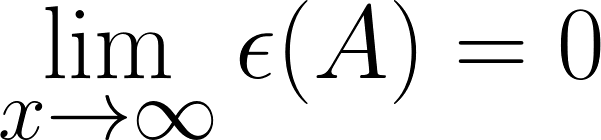 lim ϵ(A) = 0
x→∞